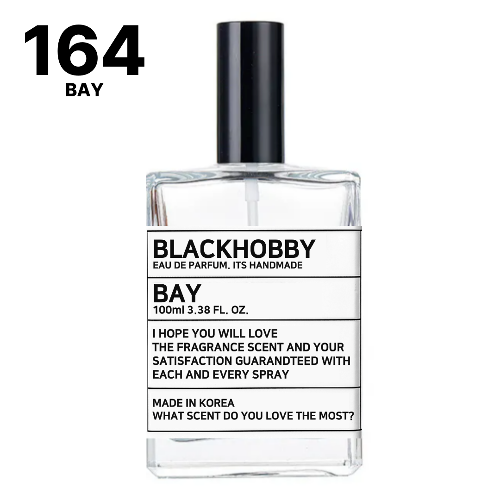 164
BAY
BLACKHOBBY
EAU DE PARFUM. ITS HANDMADE
BAY
100ml 3.38 FL. OZ.
I HOPE YOU WILL LOVE
THE FRAGRANCE SCENT AND YOUR
SATISFACTION GUARANDTEED WITH
EACH AND EVERY SPRAY
MADE IN KOREA
WHAT SCENT DO YOU LOVE THE MOST?